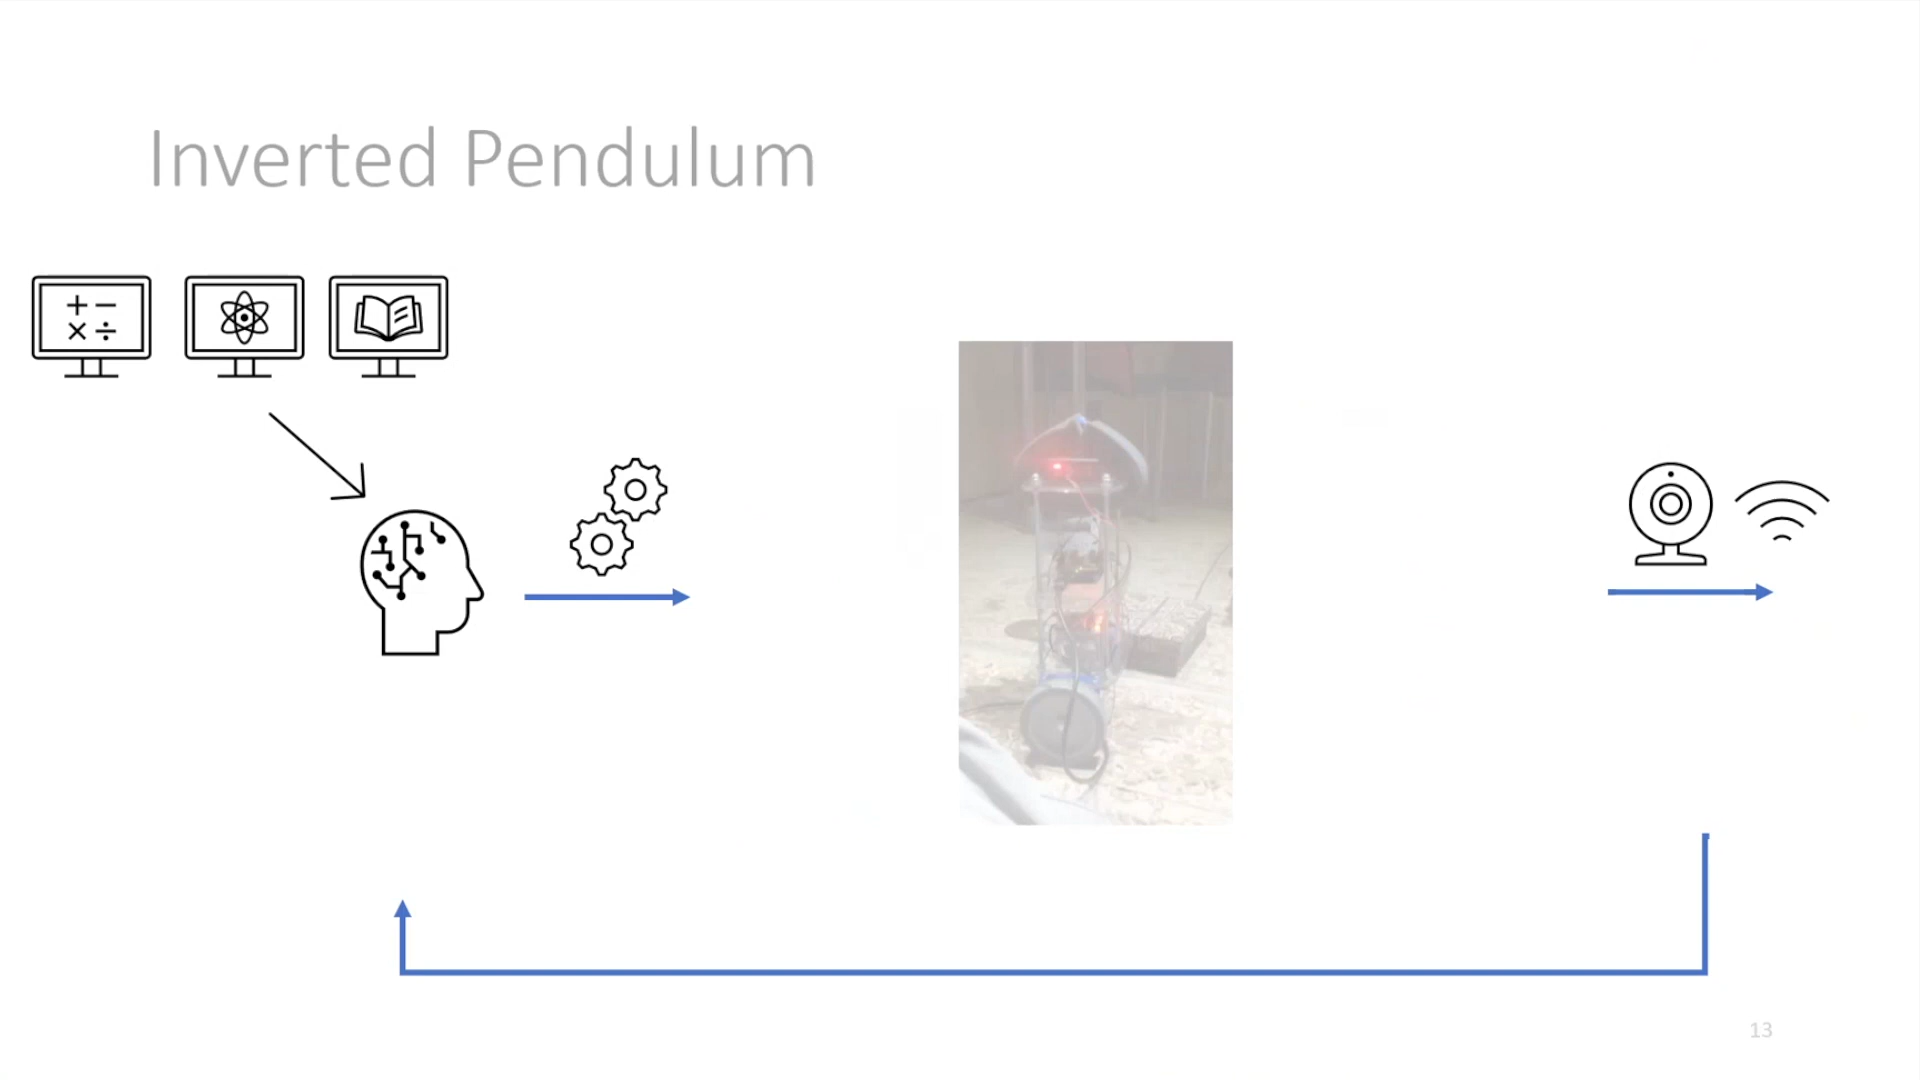 Inverted Pendulum
+ −
× ÷
13